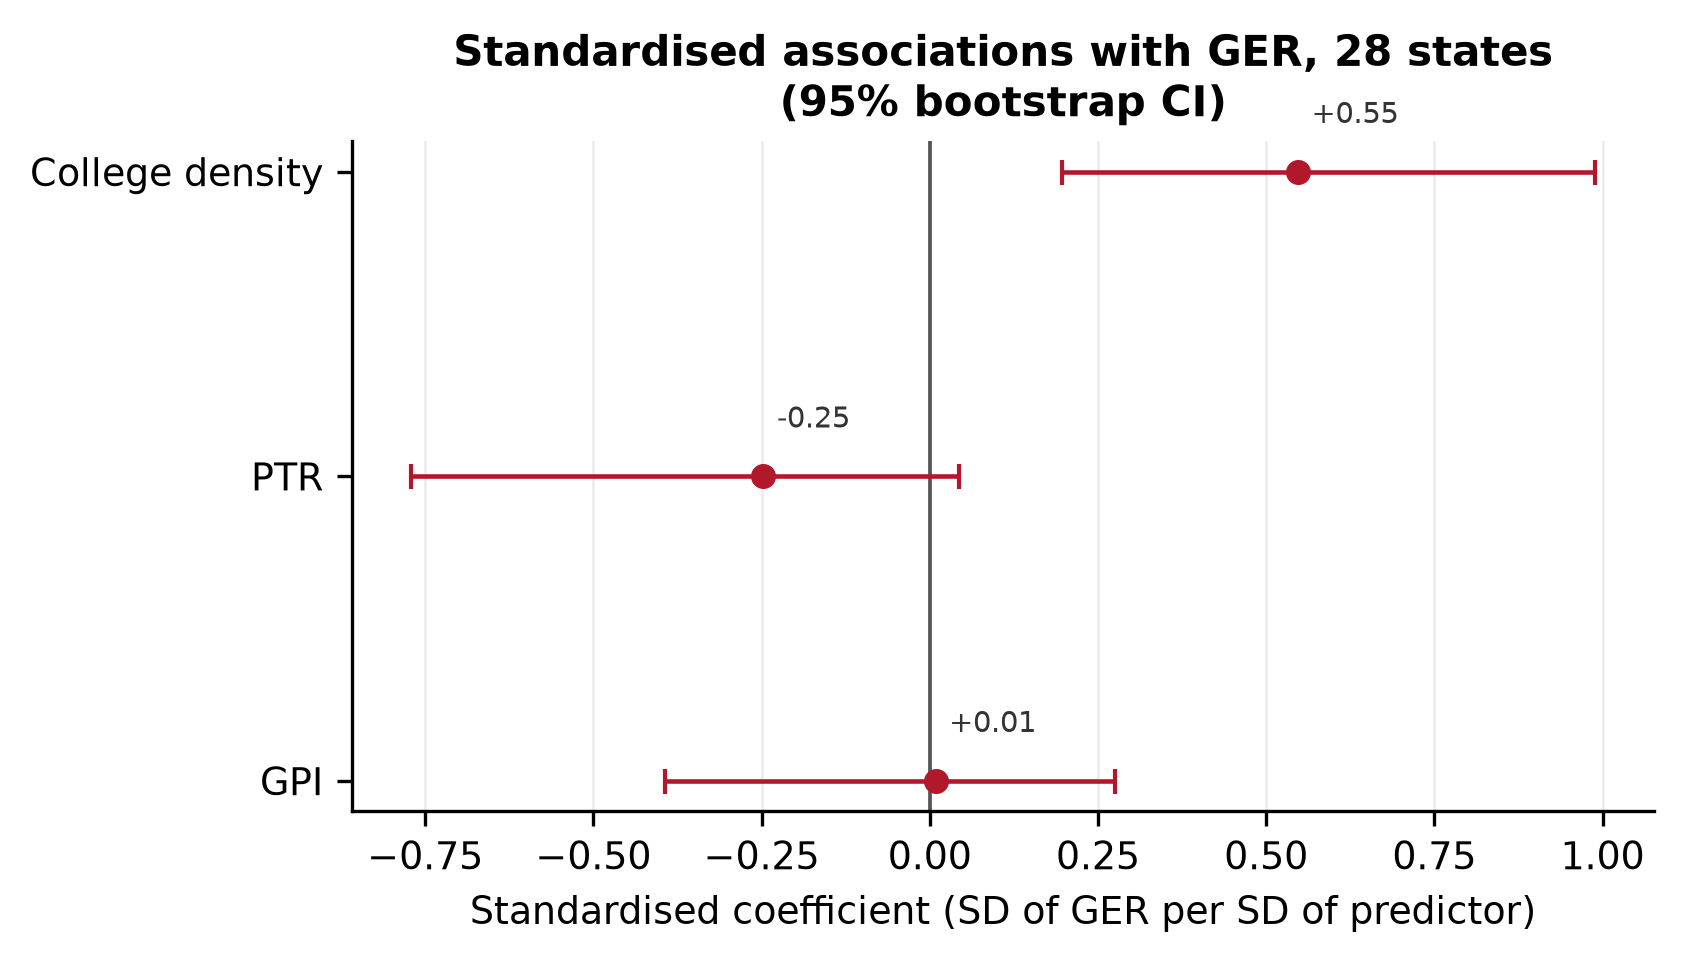 Standardised associations with GER, 28 states
(95% bootstrap CI)
+0.55
College density
-0.25
PTR
+0.01
GPI
−0.75 −0.50 −0.25 0.00 0.25 0.50 0.75 1.00
Standardised coefficient (SD of GER per SD of predictor)